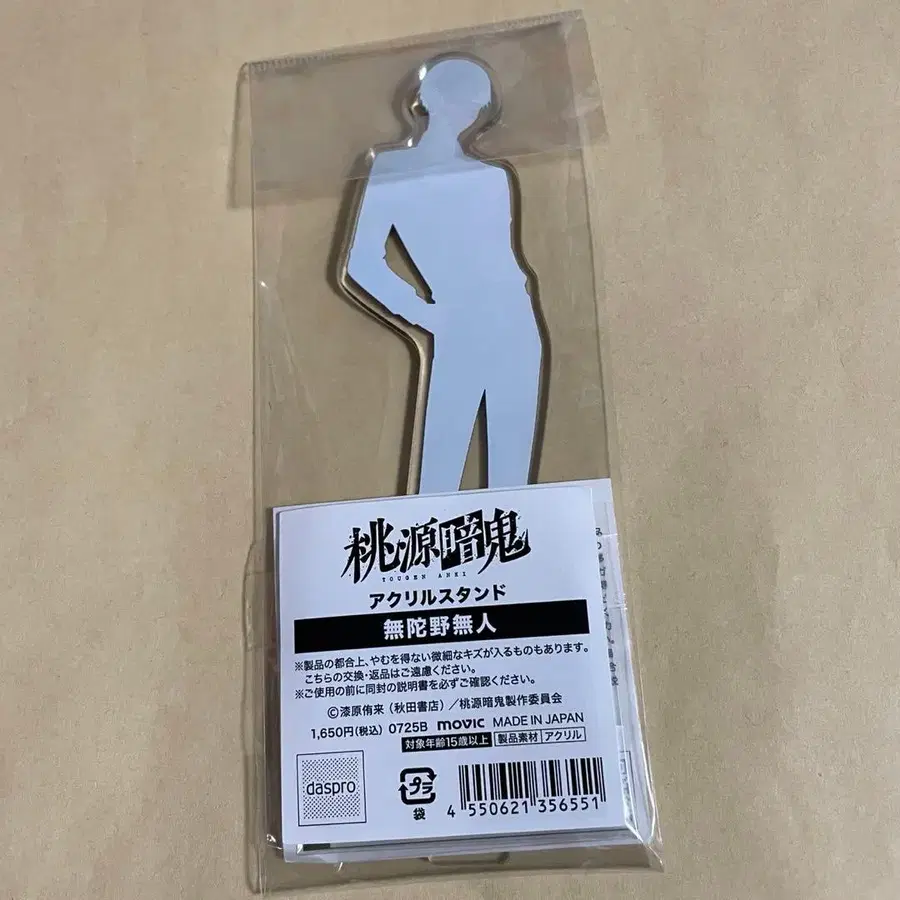 桃源暗鬼
TOUGEN ANKI
アクリルスタンド
無陀野無人
※製品の都合上、やむを得ない微細なキズが入るものもあります。
こちらの交換・返品はご遠慮ください。
※ご使用の前に同封の説明書を必ずご確認ください。
©漆原侑来(秋田書店)/桃源暗鬼製作委員会
1,650円(税込) 0725B movic MADE IN JAPAN
対象年齢15歳以上 製品素材 アクリル
daspro
プラ
袋
4 550621 356551